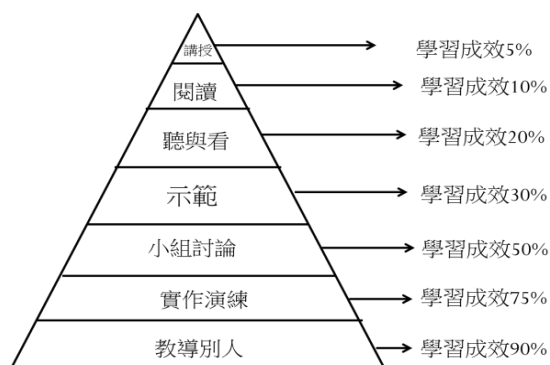 講授 學習成效5%
閱讀 學習成效10%
聽與看 學習成效20%
示範 學習成效30%
小組討論 學習成效50%
實作演練 學習成效75%
教導別人 學習成效90%